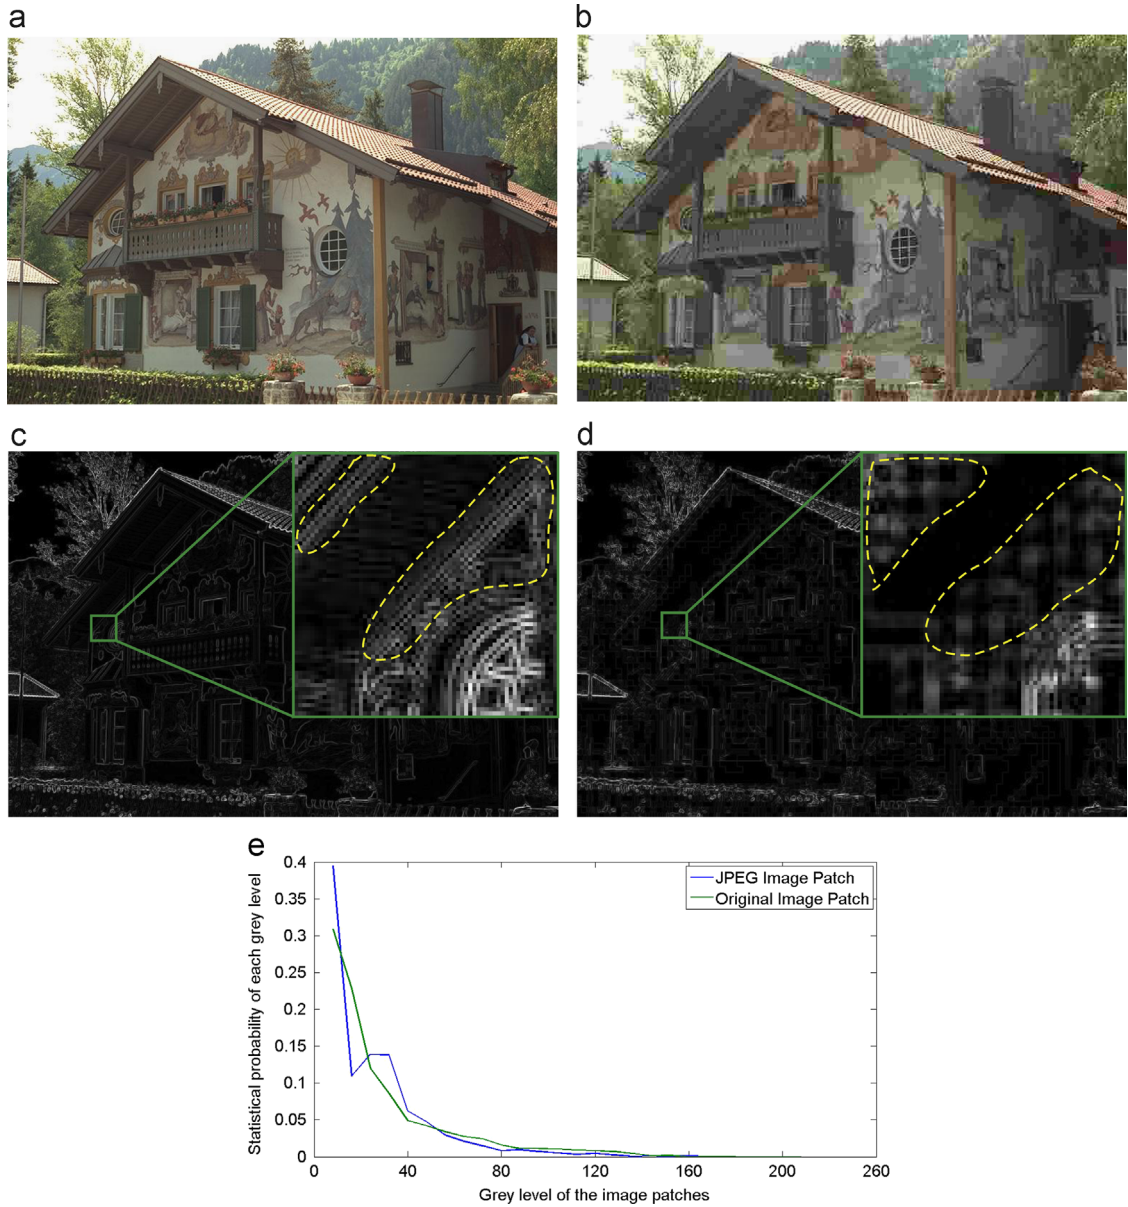 a
b
c
d
e
0.4
0.35
0.3
0.25
0.2
0.15
0.1
0.05
0
Statistical probability of each grey level
JPEG Image Patch
Original Image Patch
0
40
80
120
160
200
260
Grey level of the image patches